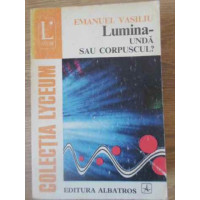 L
EMANUEL VASILIU
Lumina-
UNDĂ
SAU CORPUSCUL?
COLECȚIA LYCEUM
EDITURA ALBATROS